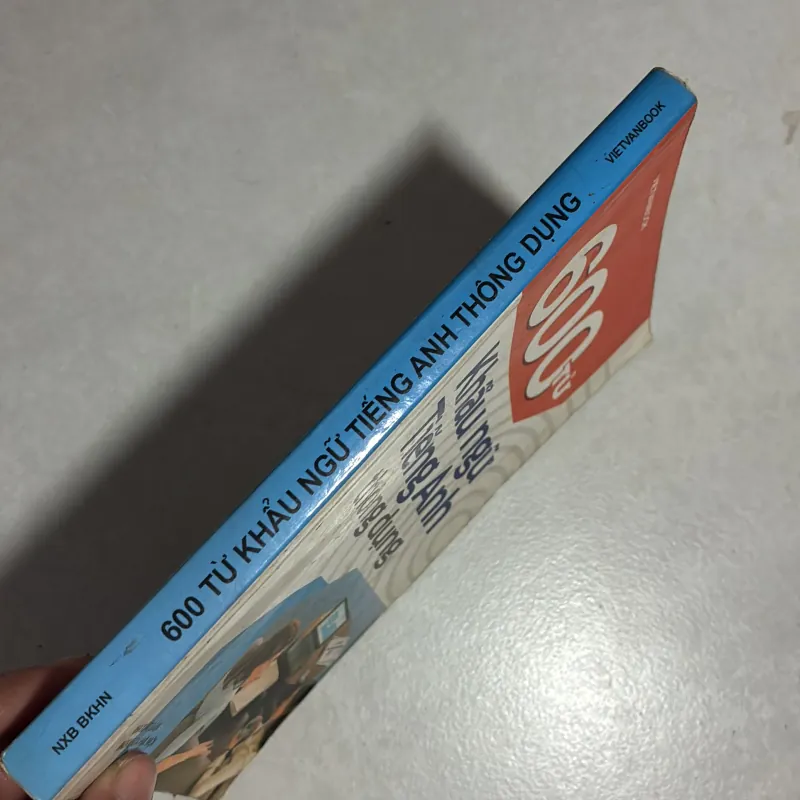 NXB BKHN
600 TỪ KHẨU NGỮ TIẾNG ANH THÔNG DỤNG
VIETVANBOOK
600 TỪ
Khẩu ngữ
Tiếng Anh
thông dụng